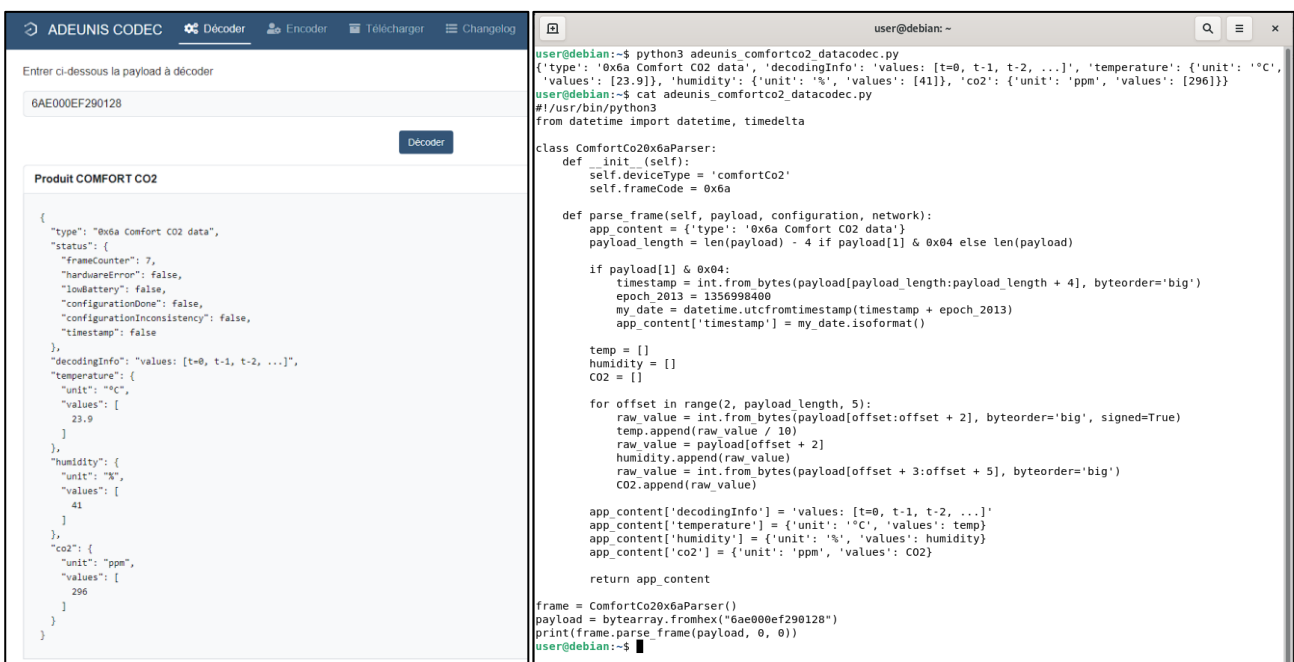 ADEUNIS CODEC Décoder Encoder Télécharger Changelog
Entrer ci-dessous la payload à décoder
6AE000EF290128
Décoder
Produit COMFORT CO2
{
"type": "0x6a Comfort CO2 data",
"status": {
"frameCounter": 7,
"hardwareError": false,
"lowBattery": false,
"configurationDone": false,
"configurationInconsistency": false,
"timestamp": false
},
"decodingInfo": "values: [t=0, t-1, t-2, ...]",
"temperature": {
"unit": "°C",
"values": [
23.9
]
},
"humidity": {
"unit": "%",
"values": [
41
]
},
"co2": {
"unit": "ppm",
"values": [
296
]
}
}
user@debian: ~
user@debian:~$ python3 adeunis_comfortco2_datacodec.py
{'type': '0x6a Comfort CO2 data', 'decodingInfo': 'values: [t=0, t-1, t-2, ...]', 'temperature': {'unit': '°C',
'values': [23.9]}, 'humidity': {'unit': '%', 'values': [41]}, 'co2': {'unit': 'ppm', 'values': [296]}}
user@debian:~$ cat adeunis_comfortco2_datacodec.py
#!/usr/bin/python3
from datetime import datetime, timedelta
class ComfortCo20x6aParser:
def __init__(self):
self.deviceType = 'comfortCo2'
self.frameCode = 0x6a
def parse_frame(self, payload, configuration, network):
app_content = {'type': '0x6a Comfort CO2 data'}
payload_length = len(payload) - 4 if payload[1] & 0x04 else len(payload)
if payload[1] & 0x04:
timestamp = int.from_bytes(payload[payload_length:payload_length + 4], byteorder='big')
epoch_2013 = 1356998400
my_date = datetime.utcfromtimestamp(timestamp + epoch_2013)
app_content['timestamp'] = my_date.isoformat()
temp = []
humidity = []
CO2 = []
for offset in range(2, payload_length, 5):
raw_value = int.from_bytes(payload[offset:offset + 2], byteorder='big', signed=True)
temp.append(raw_value / 10)
raw_value = payload[offset + 2]
humidity.append(raw_value)
raw_value = int.from_bytes(payload[offset + 3:offset + 5], byteorder='big')
CO2.append(raw_value)
app_content['decodingInfo'] = 'values: [t=0, t-1, t-2, ...]'
app_content['temperature'] = {'unit': '°C', 'values': temp}
app_content['humidity'] = {'unit': '%', 'values': humidity}
app_content['co2'] = {'unit': 'ppm', 'values': CO2}
return app_content
frame = ComfortCo20x6aParser()
payload = bytearray.fromhex("6ae000ef290128")
print(frame.parse_frame(payload, 0, 0))
user@debian:~$